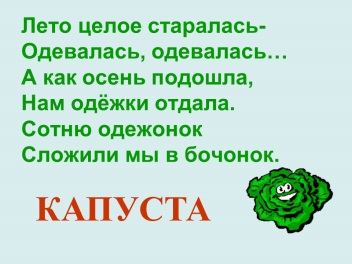 Лето целое старалась-
Одевалась, одевалась…
А как осень подошла,
Нам одёжки отдала.
Сотню одежонок
Сложили мы в бочонок.
КАПУСТА